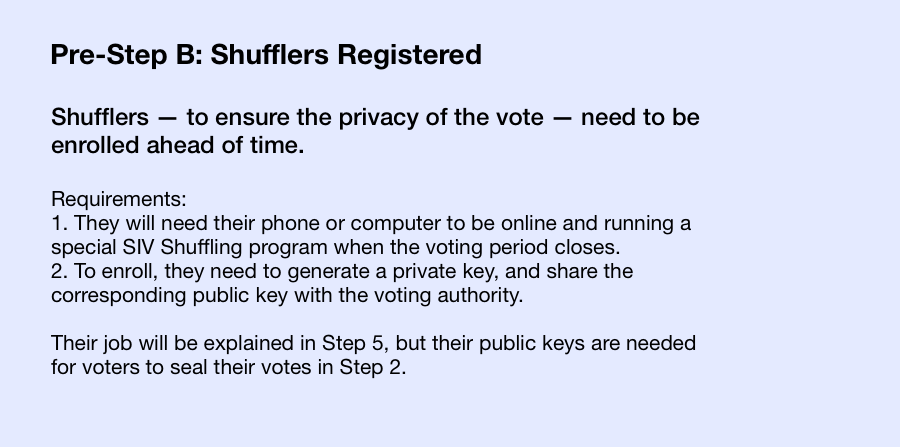 Pre-Step B: Shufflers Registered
Shufflers — to ensure the privacy of the vote — need to be
enrolled ahead of time.
Requirements:
1. They will need their phone or computer to be online and running a
special SIV Shuffling program when the voting period closes.
2. To enroll, they need to generate a private key, and share the
corresponding public key with the voting authority.
Their job will be explained in Step 5, but their public keys are needed
for voters to seal their votes in Step 2.